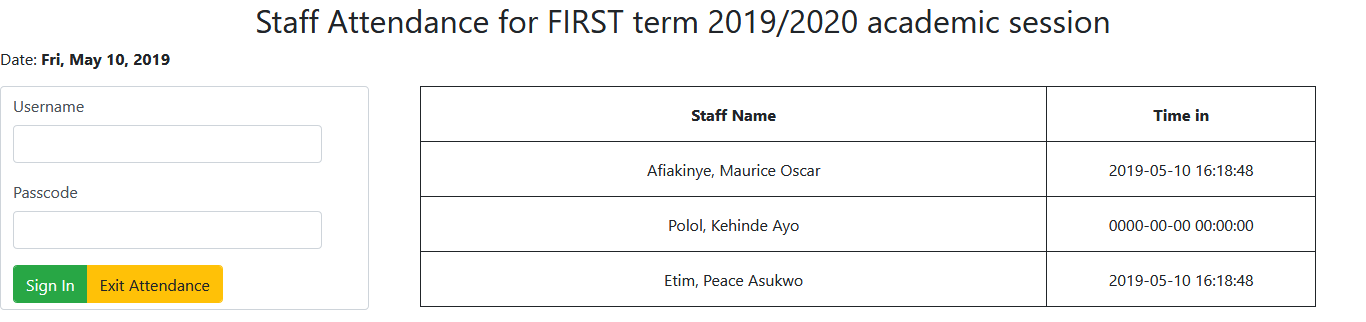 Staff Attendance for FIRST term 2019/2020 academic session
Date: Fri, May 10, 2019
Username
Passcode
Sign In Exit Attendance
Staff Name Time in
Afiakinye, Maurice Oscar 2019-05-10 16:18:48
Polol, Kehinde Ayo 0000-00-00 00:00:00
Etim, Peace Asukwo 2019-05-10 16:18:48